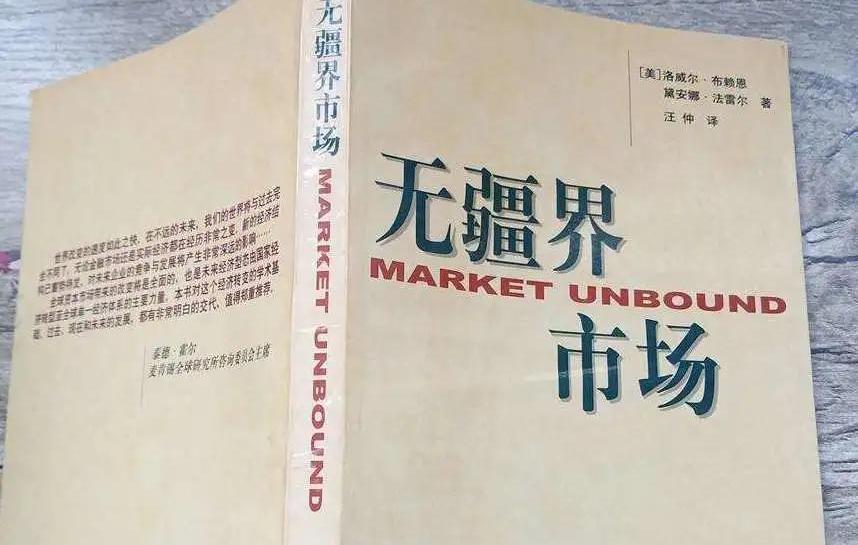 世界改变的速度如此之快，在不远的未来，我们的世界将与过去完
全不同了。无论金融市场还是实际经济都在经历非常之变，新的经济结
构已蓄势待发，对未来企业的竞争与发展将产生非常深远的影响……
全球资本市场带来的改变将是全面的，也是未来经济型态由国家经
济转型至全球单一经济体系的主要力量。本书对这个经济转变的学术基
础、过去、现在和未来的发展，都有非常明白的交代，值得郑重推荐。
泰德·霍尔
麦肯锡全球研究所咨询委员会主席
无疆界市场 MARKET UNBOUND
[美]洛威尔·布赖恩
黛安娜·法雷尔 著
汪仲 译
无疆界
MARKET UNBOUND
市场